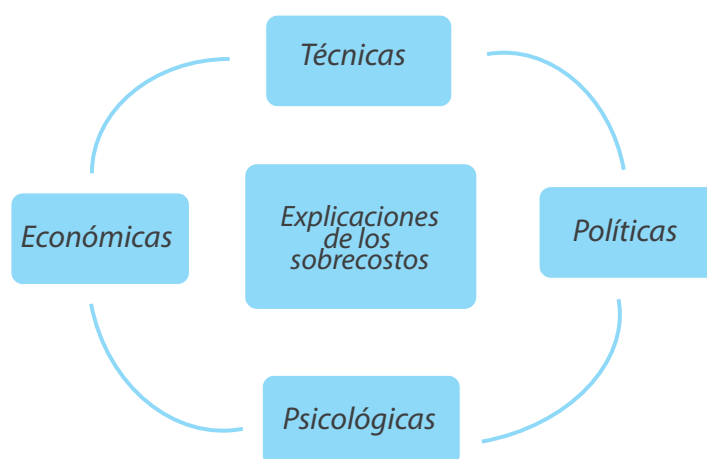 Técnicas
Económicas
Explicaciones
de los
sobrecostos
Políticas
Psicológicas